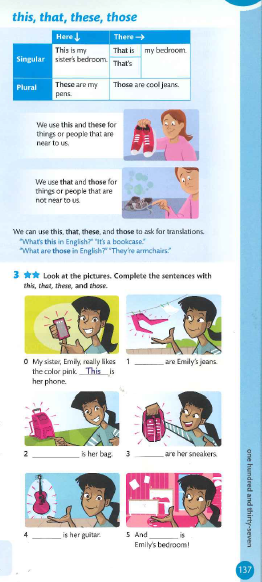 this, that, these, those
Here ↓ There →
Singular This is my sister's bedroom. That is my bedroom.
That's
Plural These are my pens. Those are cool jeans.
We use this and these for
things or people that are
near to us.
We use that and those for
things or people that are
not near to us.
We can use this, that, these, and those to ask for translations.
"What's this in English?" "It's a bookcase."
"What are those in English?" "They're armchairs."
3 ★★ Look at the pictures. Complete the sentences with
this, that, these, and those.
0 My sister, Emily, really likes
the color pink. This is
her phone.
1 ________ are Emily's jeans.
2 ________ is her bag.
3 ________ are her sneakers.
4 ________ is her guitar.
5 And ________ is
Emily's bedroom!
one hundred and thirty-seven
137